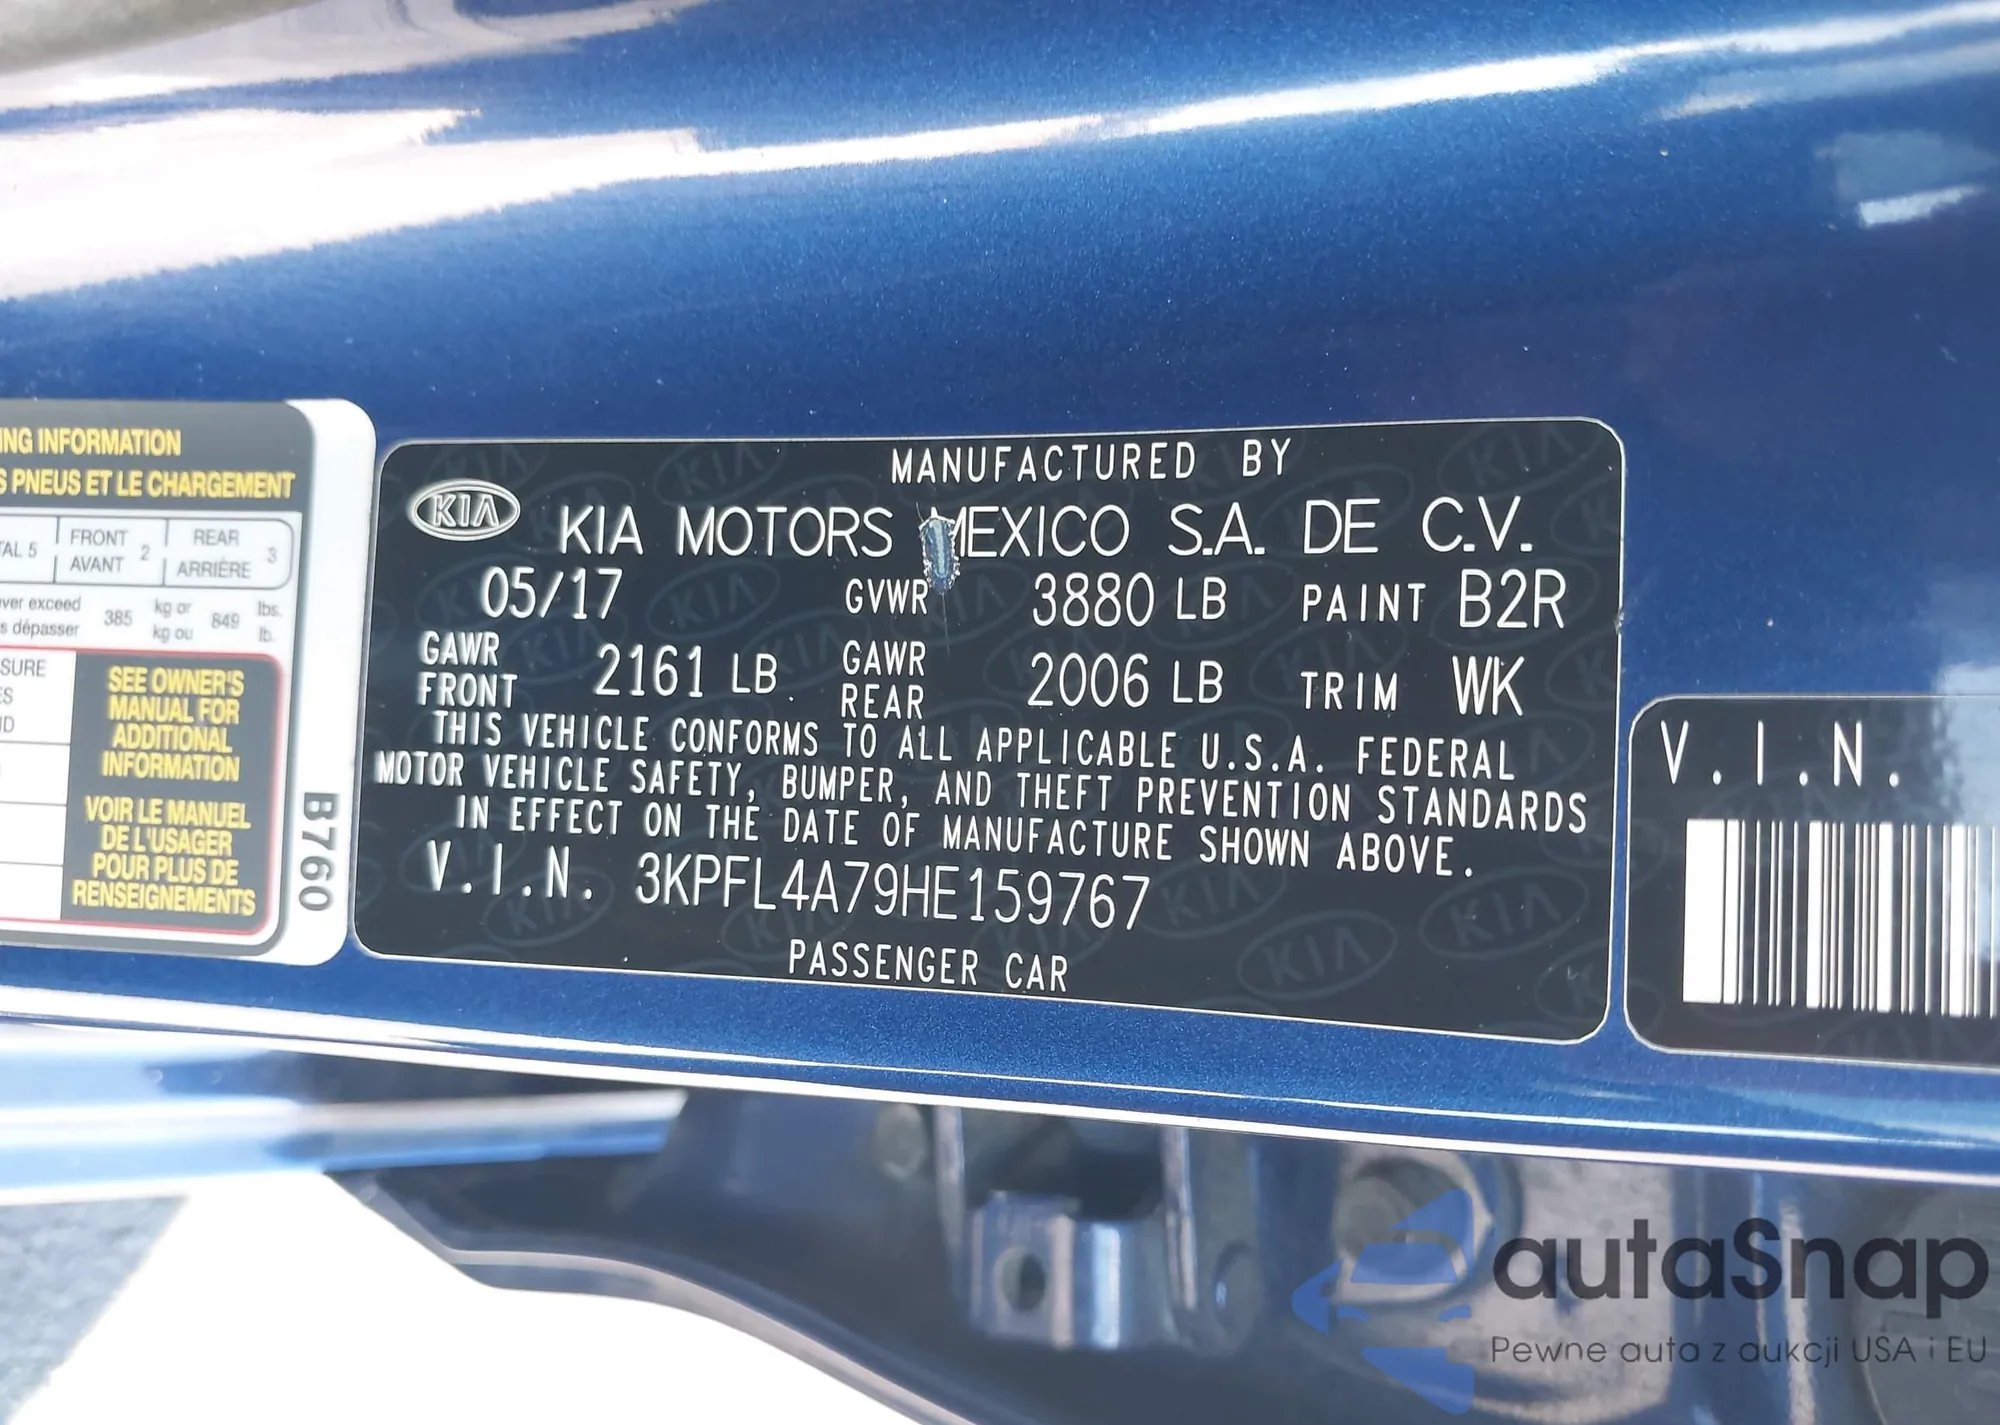 ING INFORMATION
S PNEUS ET LE CHARGEMENT
TAL 5
FRONT
AVANT 2
REAR
ARRIÈRE 3
ver exceed
s dépasser
385
kg or
kg ou
849
lbs.
lb.
SURE
ES
ID
SEE OWNER'S
MANUAL FOR
ADDITIONAL
INFORMATION
VOIR LE MANUEL
DE L'USAGER
POUR PLUS DE
RENSEIGNEMENTS
B760
MANUFACTURED BY
KIA
KIA MOTORS MEXICO S.A. DE C.V.
05/17 GVWR 3880 LB PAINT B2R
GAWR FRONT 2161 LB GAWR REAR 2006 LB TRIM WK
THIS VEHICLE CONFORMS TO ALL APPLICABLE U.S.A. FEDERAL
MOTOR VEHICLE SAFETY, BUMPER, AND THEFT PREVENTION STANDARDS
IN EFFECT ON THE DATE OF MANUFACTURE SHOWN ABOVE.
V.I.N. 3KPFL4A79HE159767
PASSENGER CAR
V.I.N.
autaSnap
Pewne auta z aukcji USA i EU